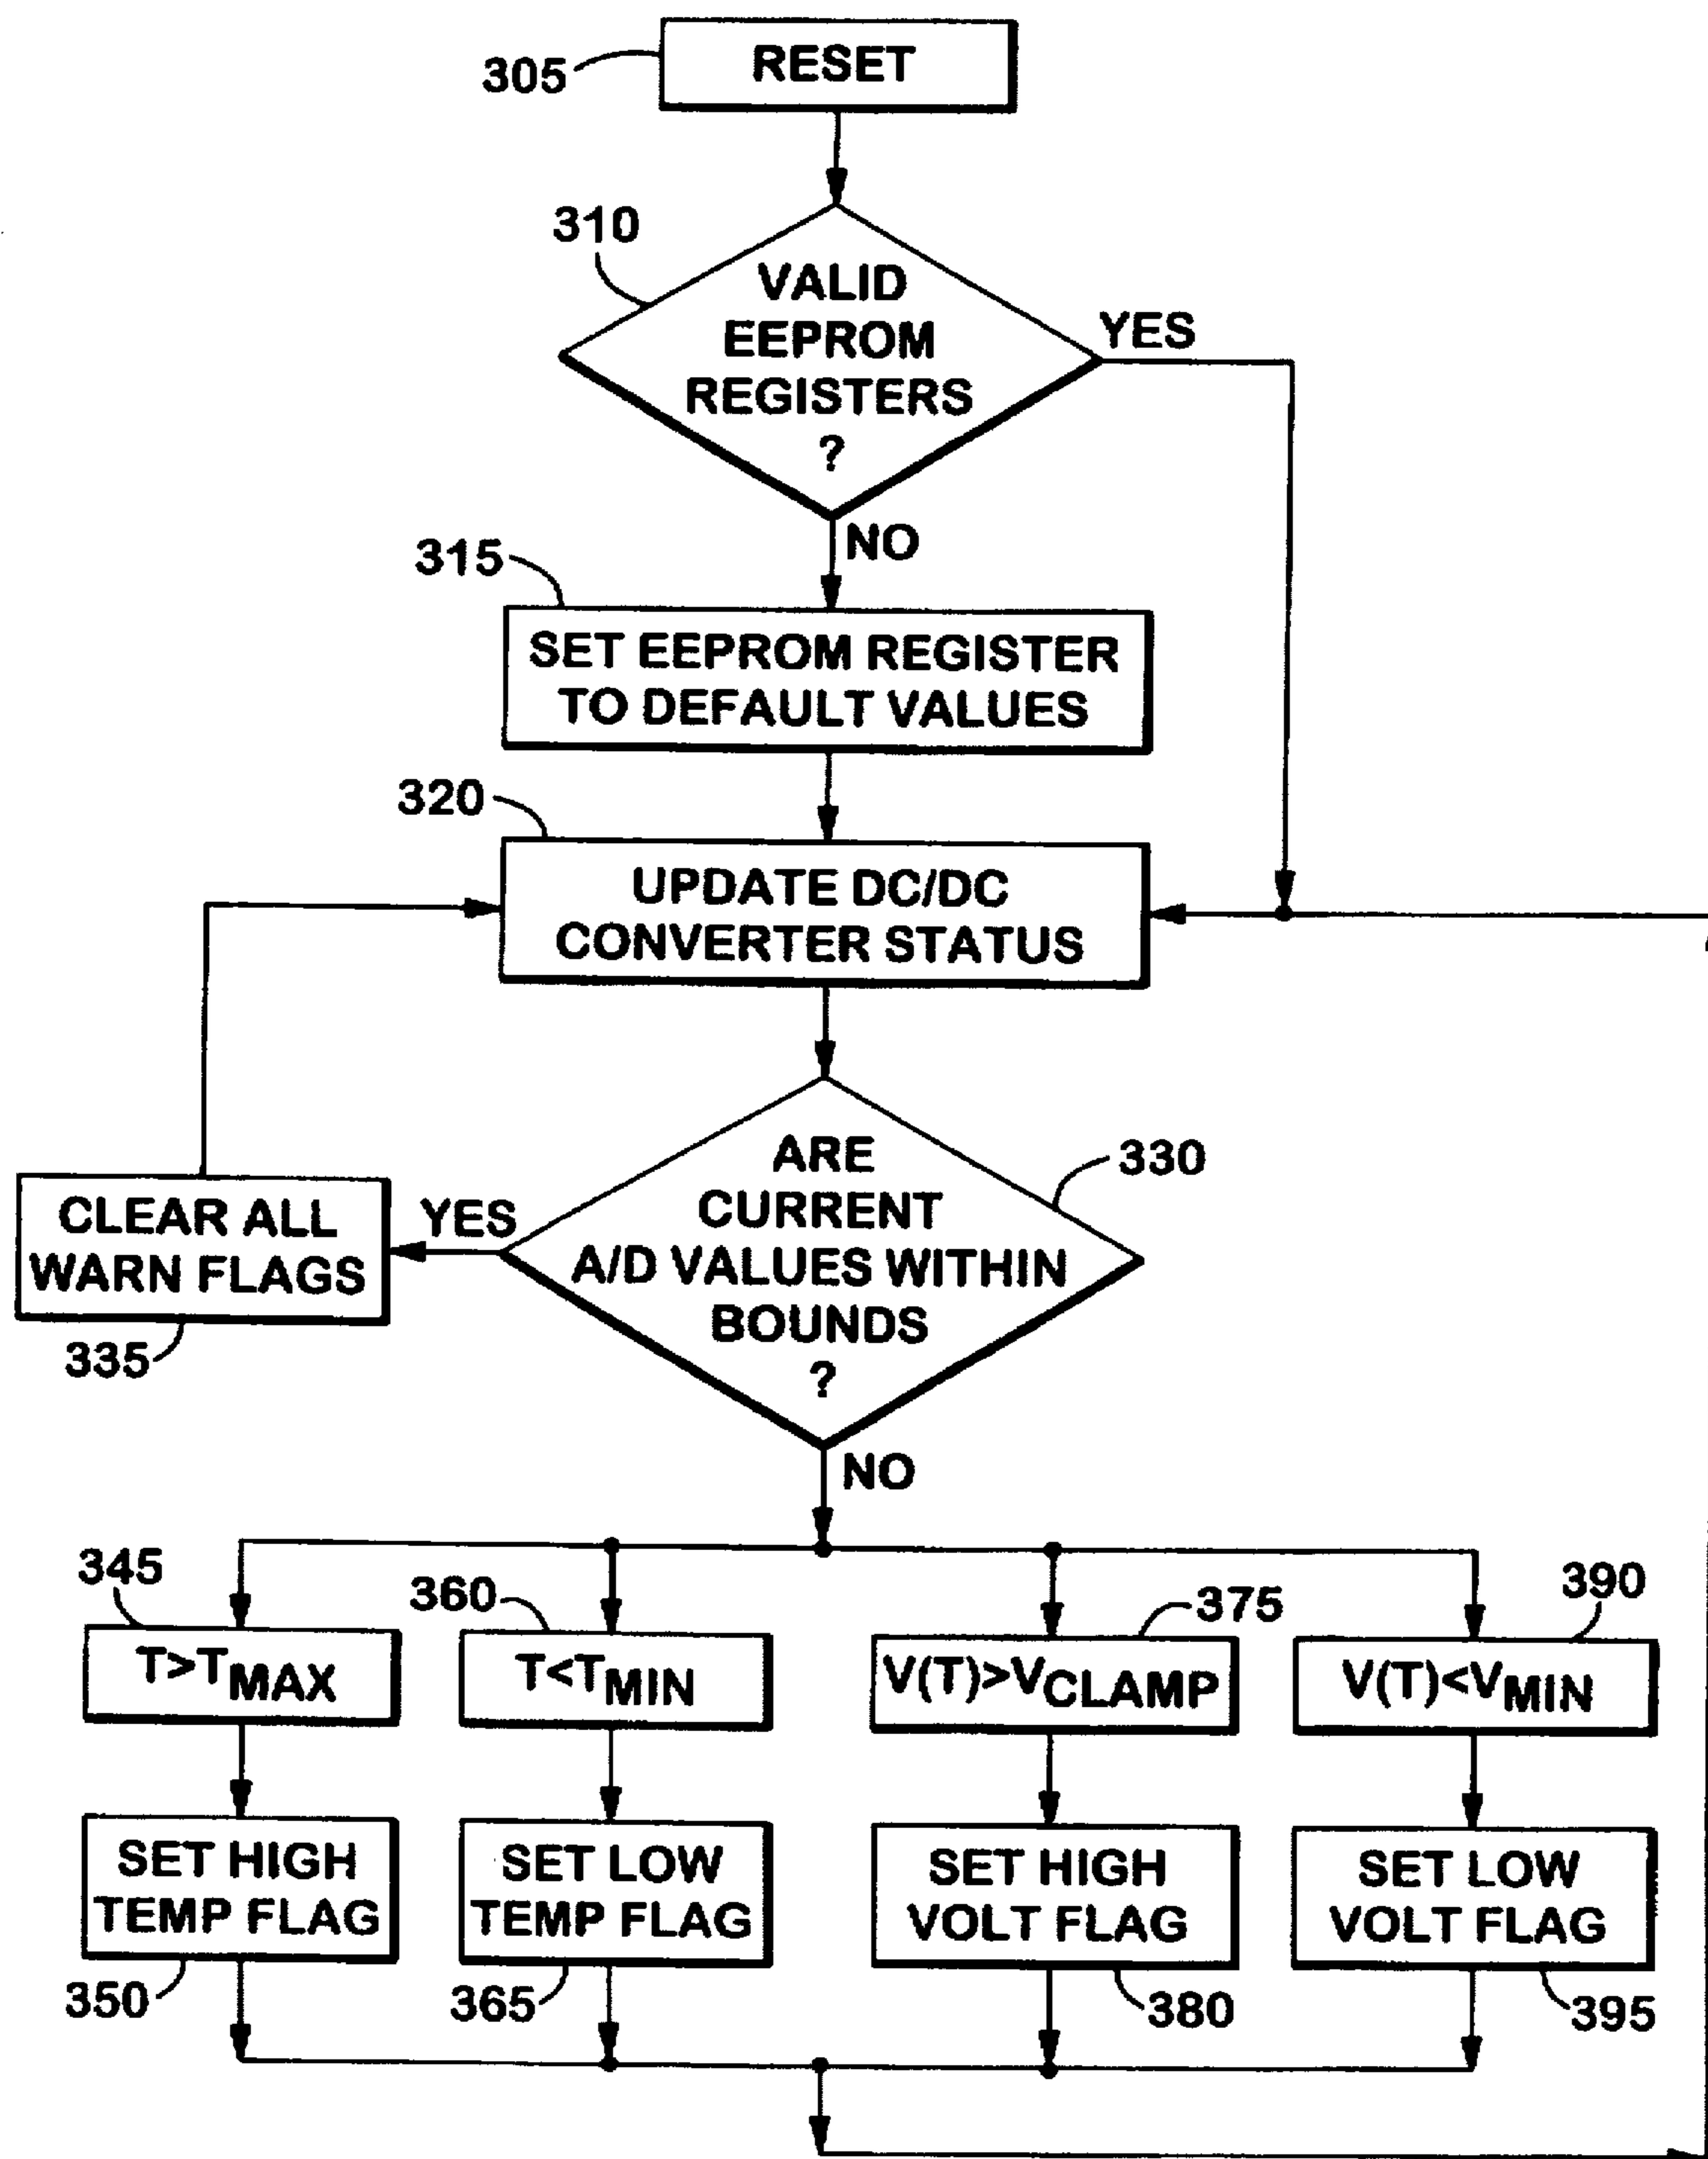 305
RESET
310
VALID
EEPROM
REGISTERS
?
YES
NO
315
SET EEPROM REGISTER
TO DEFAULT VALUES
320
UPDATE DC/DC
CONVERTER STATUS
330
ARE
CURRENT
A/D VALUES WITHIN
BOUNDS
?
YES
CLEAR ALL
WARN FLAGS
335
NO
345
T>TMAX
360
T<TMIN
375
V(T)>VCLAMP
390
V(T)<VMIN
SET HIGH
TEMP FLAG
350
SET LOW
TEMP FLAG
365
SET HIGH
VOLT FLAG
380
SET LOW
VOLT FLAG
395